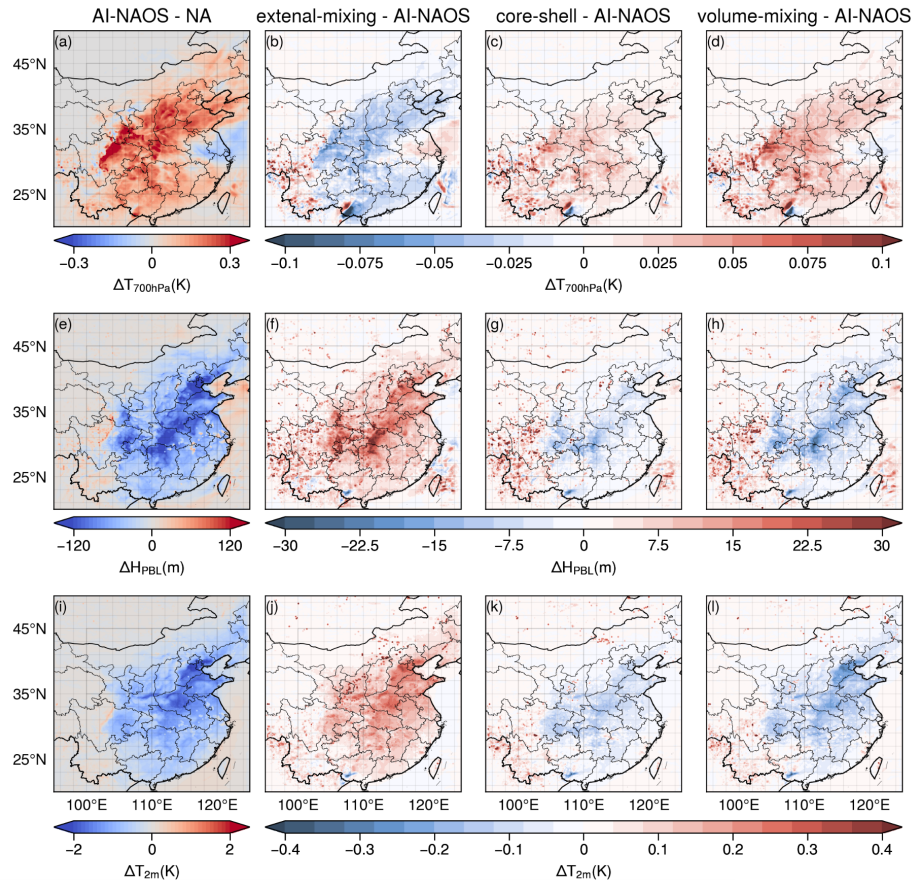 AI-NAOS - NA
extenal-mixing - AI-NAOS
core-shell - AI-NAOS
volume-mixing - AI-NAOS
(a)
(b)
(c)
(d)
45°N
35°N
25°N
−0.3 0 0.3
−0.1 −0.075 −0.05 −0.025 0 0.025 0.05 0.075 0.1
ΔT700hPa(K)
ΔT700hPa(K)
(e)
(f)
(g)
(h)
45°N
35°N
25°N
−120 0 120
−30 −22.5 −15 −7.5 0 7.5 15 22.5 30
ΔHPBL(m)
ΔHPBL(m)
(i)
(j)
(k)
(l)
45°N
35°N
25°N
100°E 110°E 120°E
100°E 110°E 120°E
100°E 110°E 120°E
100°E 110°E 120°E
−2 0 2
−0.4 −0.3 −0.2 −0.1 0 0.1 0.2 0.3 0.4
ΔT2m(K)
ΔT2m(K)